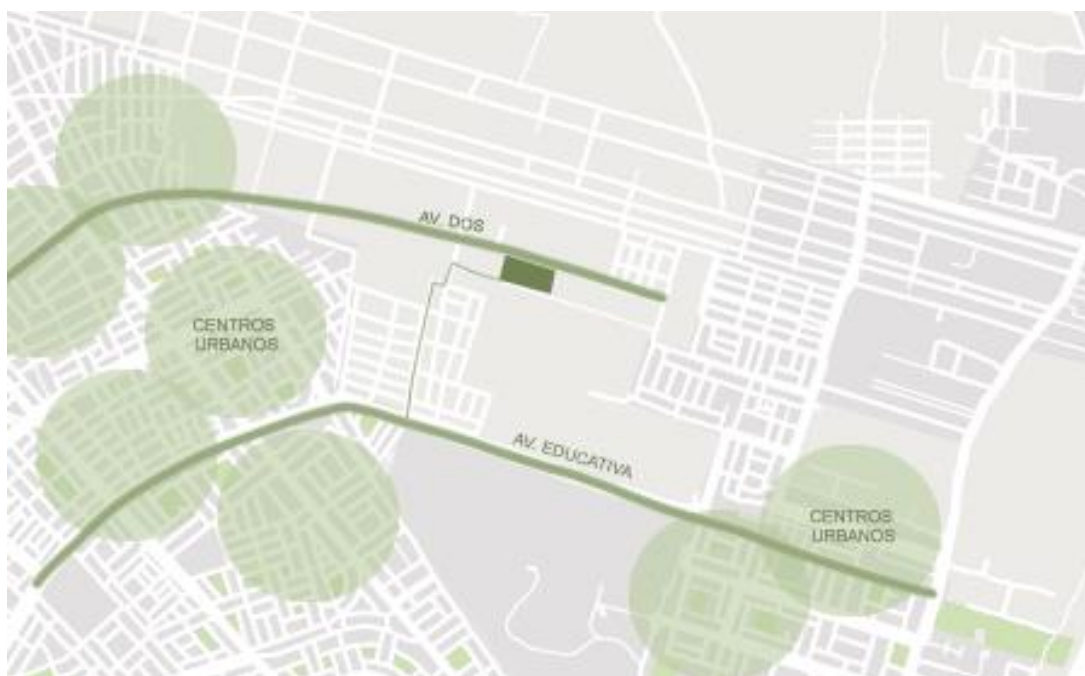 AV. DOS
CENTROS
URBANOS
AV. EDUCATIVA
CENTROS
URBANOS